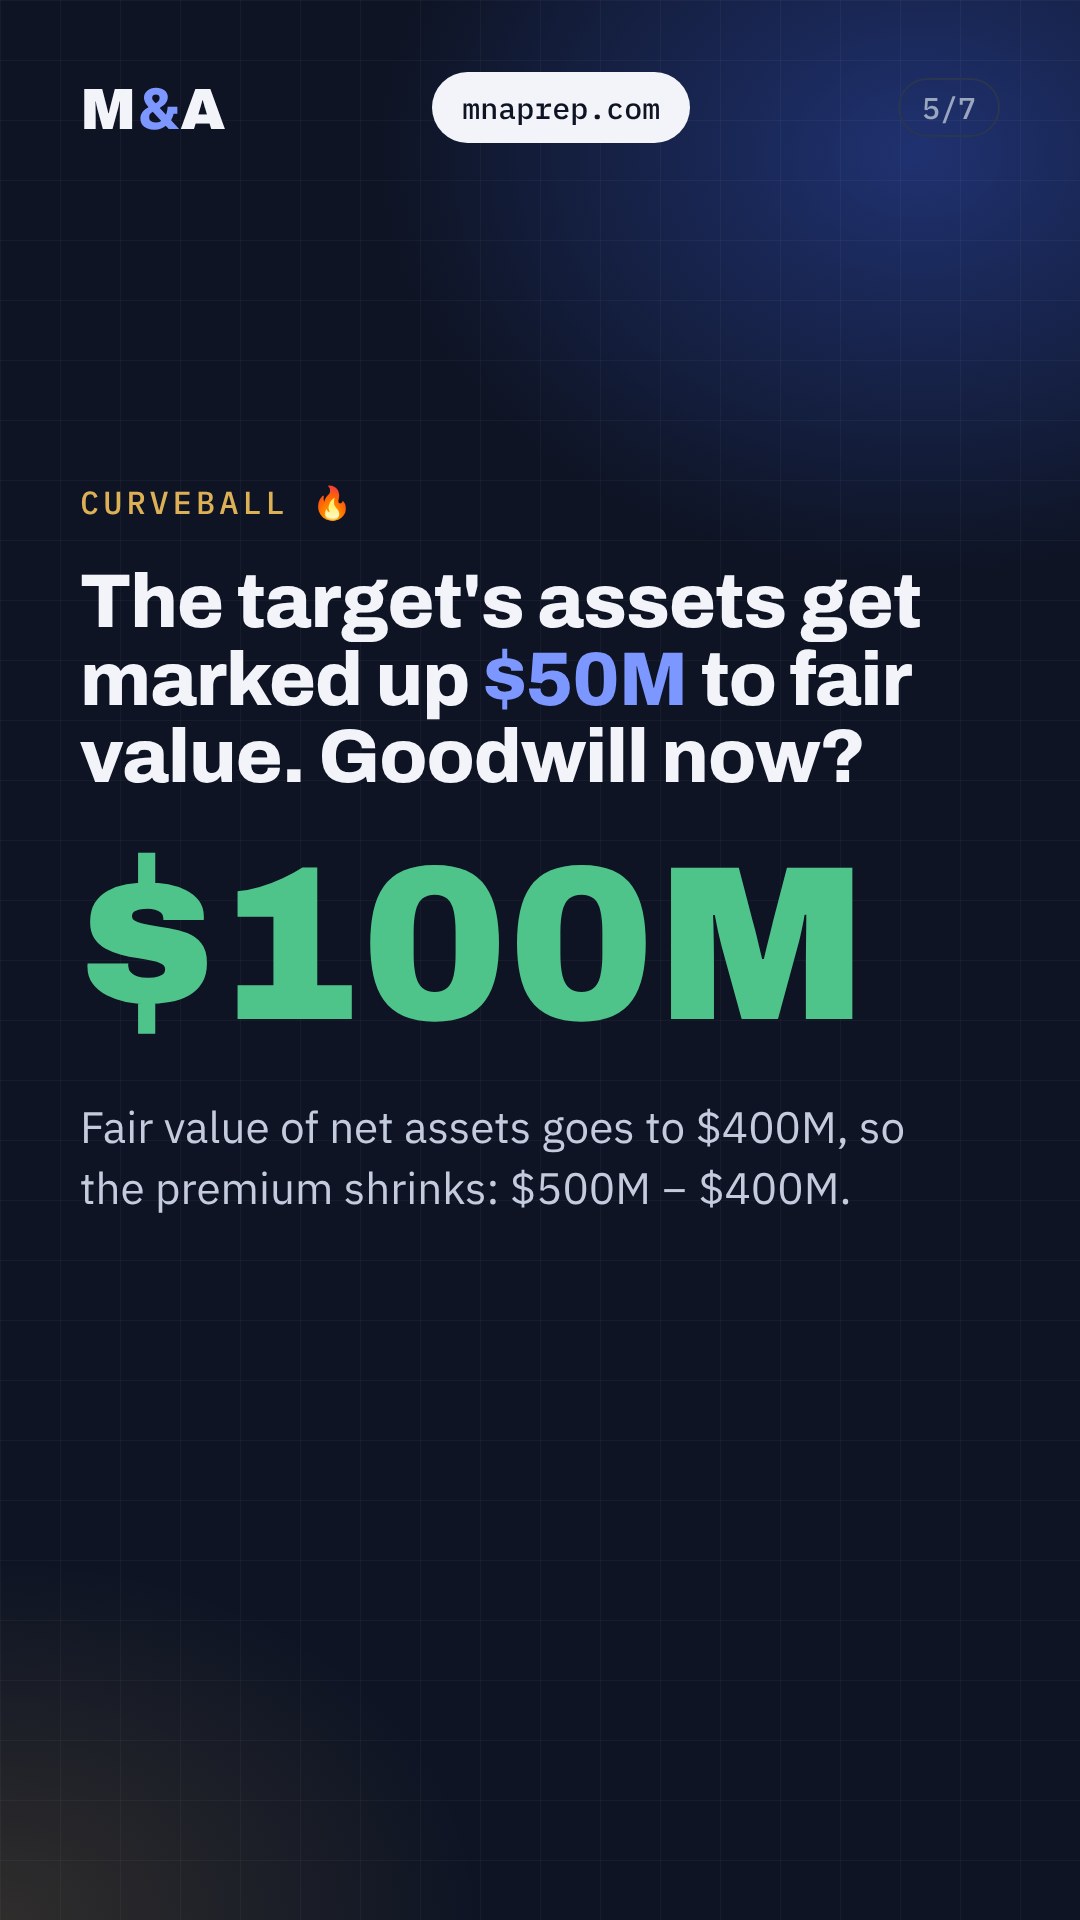 M&A
mnaprep.com
5/7
CURVEBALL 🔥
The target's assets get
marked up $50M to fair
value. Goodwill now?
$100M
Fair value of net assets goes to $400M, so
the premium shrinks: $500M – $400M.